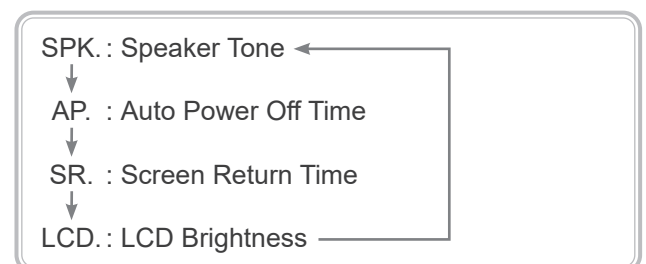 SPK. : Speaker Tone
AP. : Auto Power Off Time
SR. : Screen Return Time
LCD. : LCD Brightness